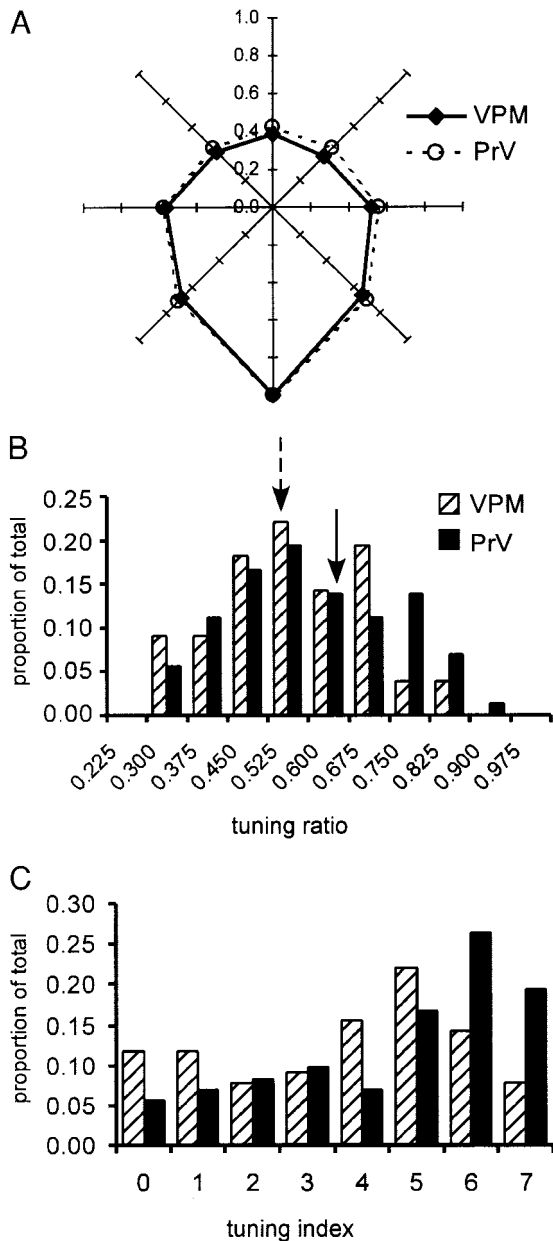 A
1.0
0.8
0.6
0.4
0.2
0.0
VPM
PrV
B
0.25
0.20
0.15
0.10
0.05
0.00
proportion of total
VPM
PrV
0.225 0.300 0.375 0.450 0.525 0.600 0.675 0.750 0.825 0.900 0.975
tuning ratio
C
0.30
0.25
0.20
0.15
0.10
0.05
0.00
proportion of total
0 1 2 3 4 5 6 7
tuning index